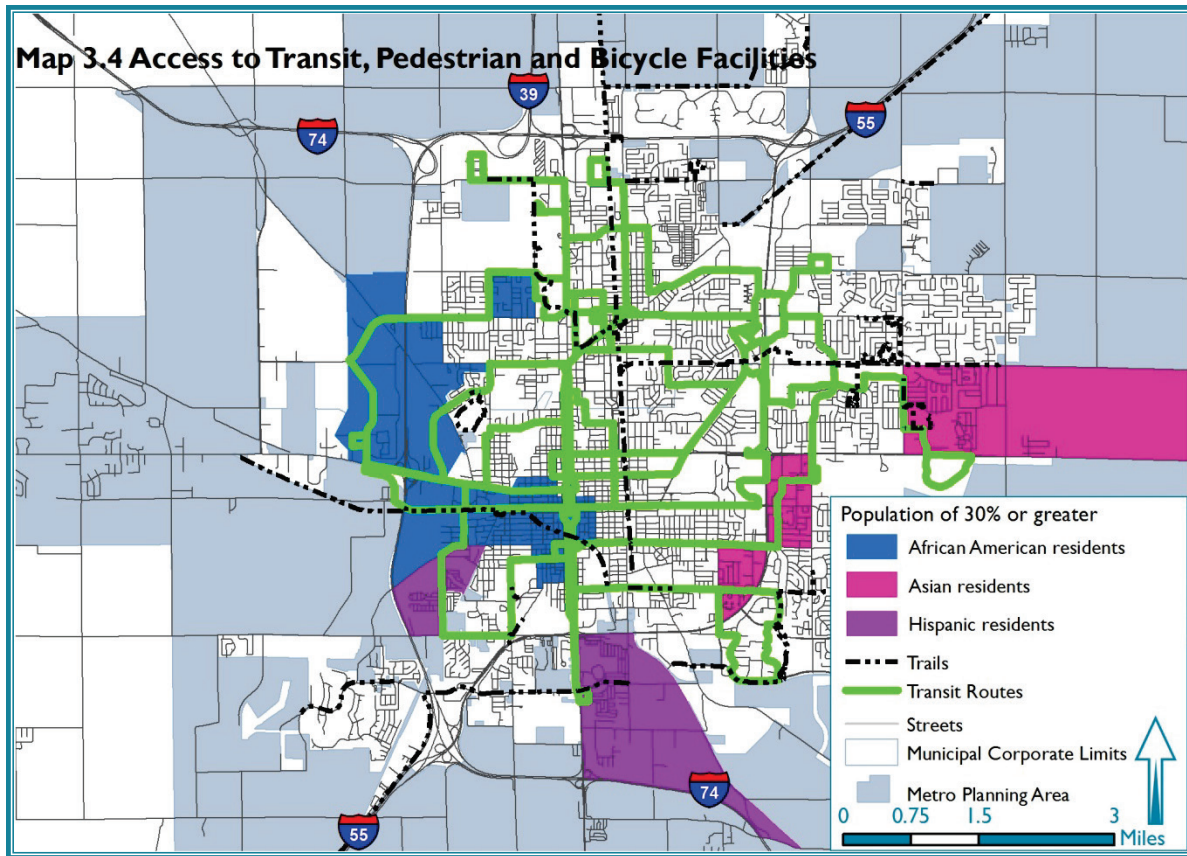 Map 3.4 Access to Transit, Pedestrian and Bicycle Facilities
39
55
74
Population of 30% or greater
African American residents
Asian residents
Hispanic residents
Trails
Transit Routes
Streets
Municipal Corporate Limits
Metro Planning Area
74
55
0 0.75 1.5 3
Miles